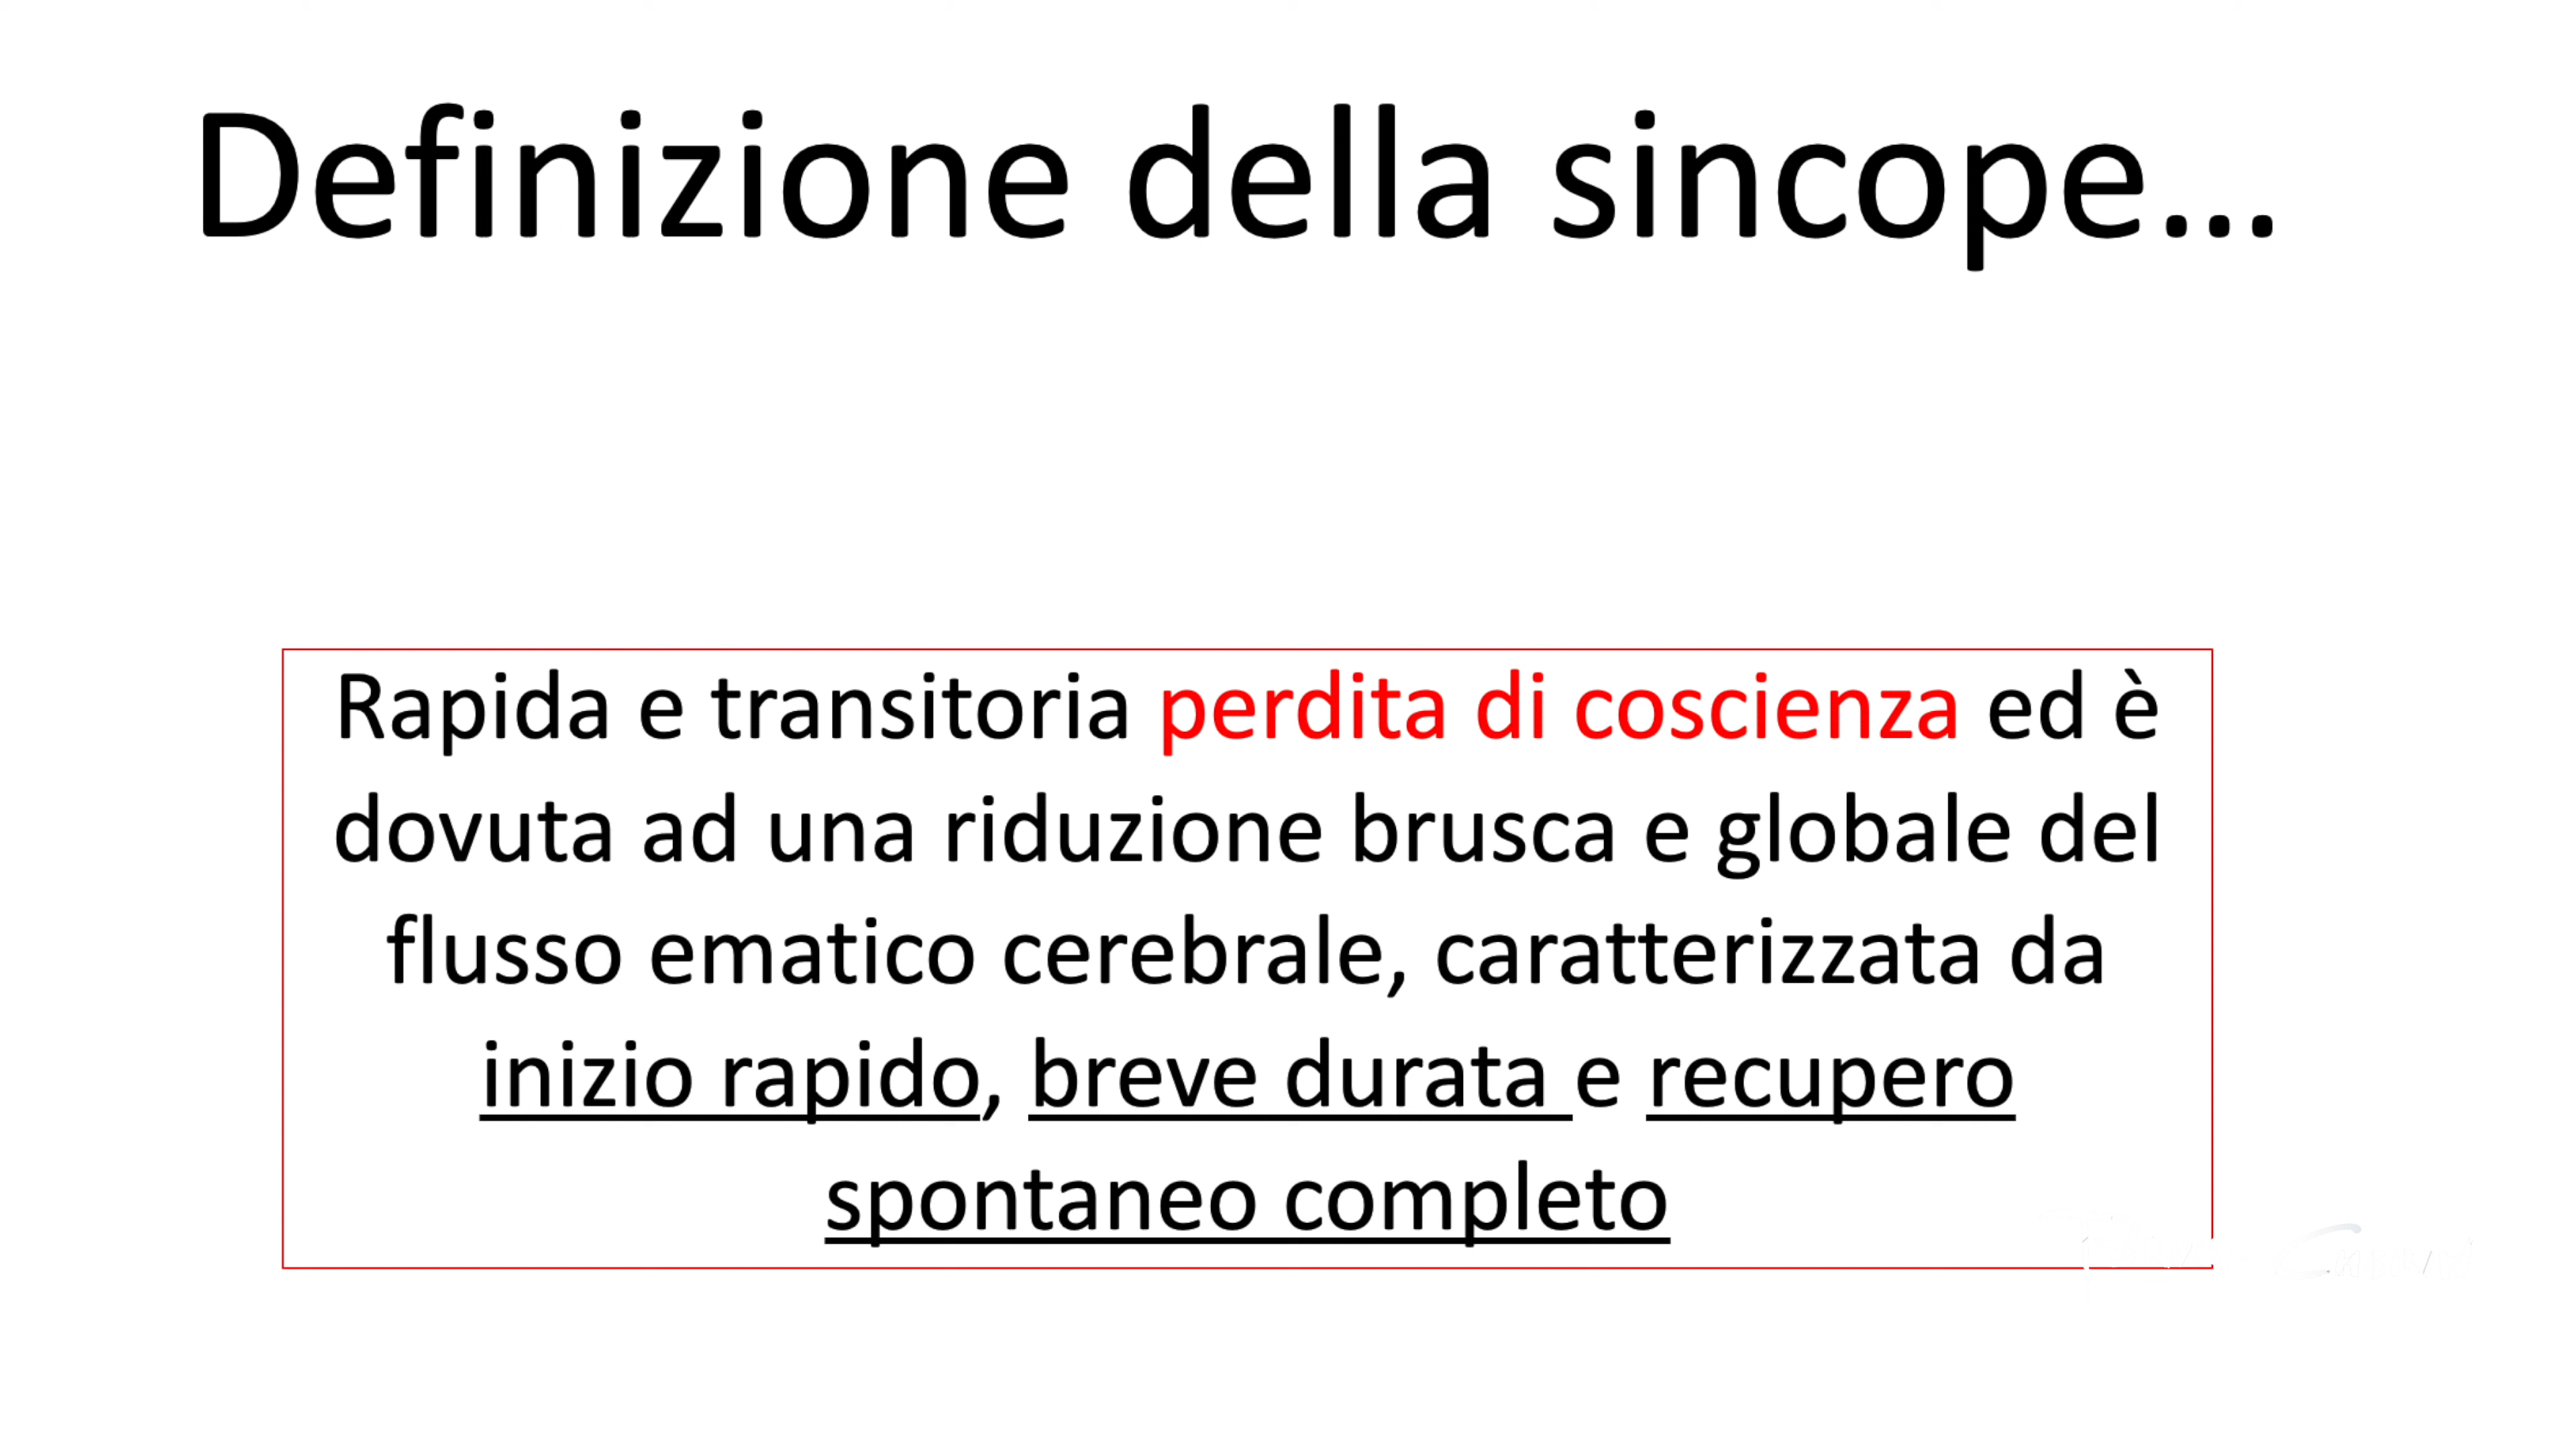 Definizione della sincope...
Rapida e transitoria perdita di coscienza ed è
dovuta ad una riduzione brusca e globale del
flusso ematico cerebrale, caratterizzata da
inizio rapido, breve durata e recupero
spontaneo completo